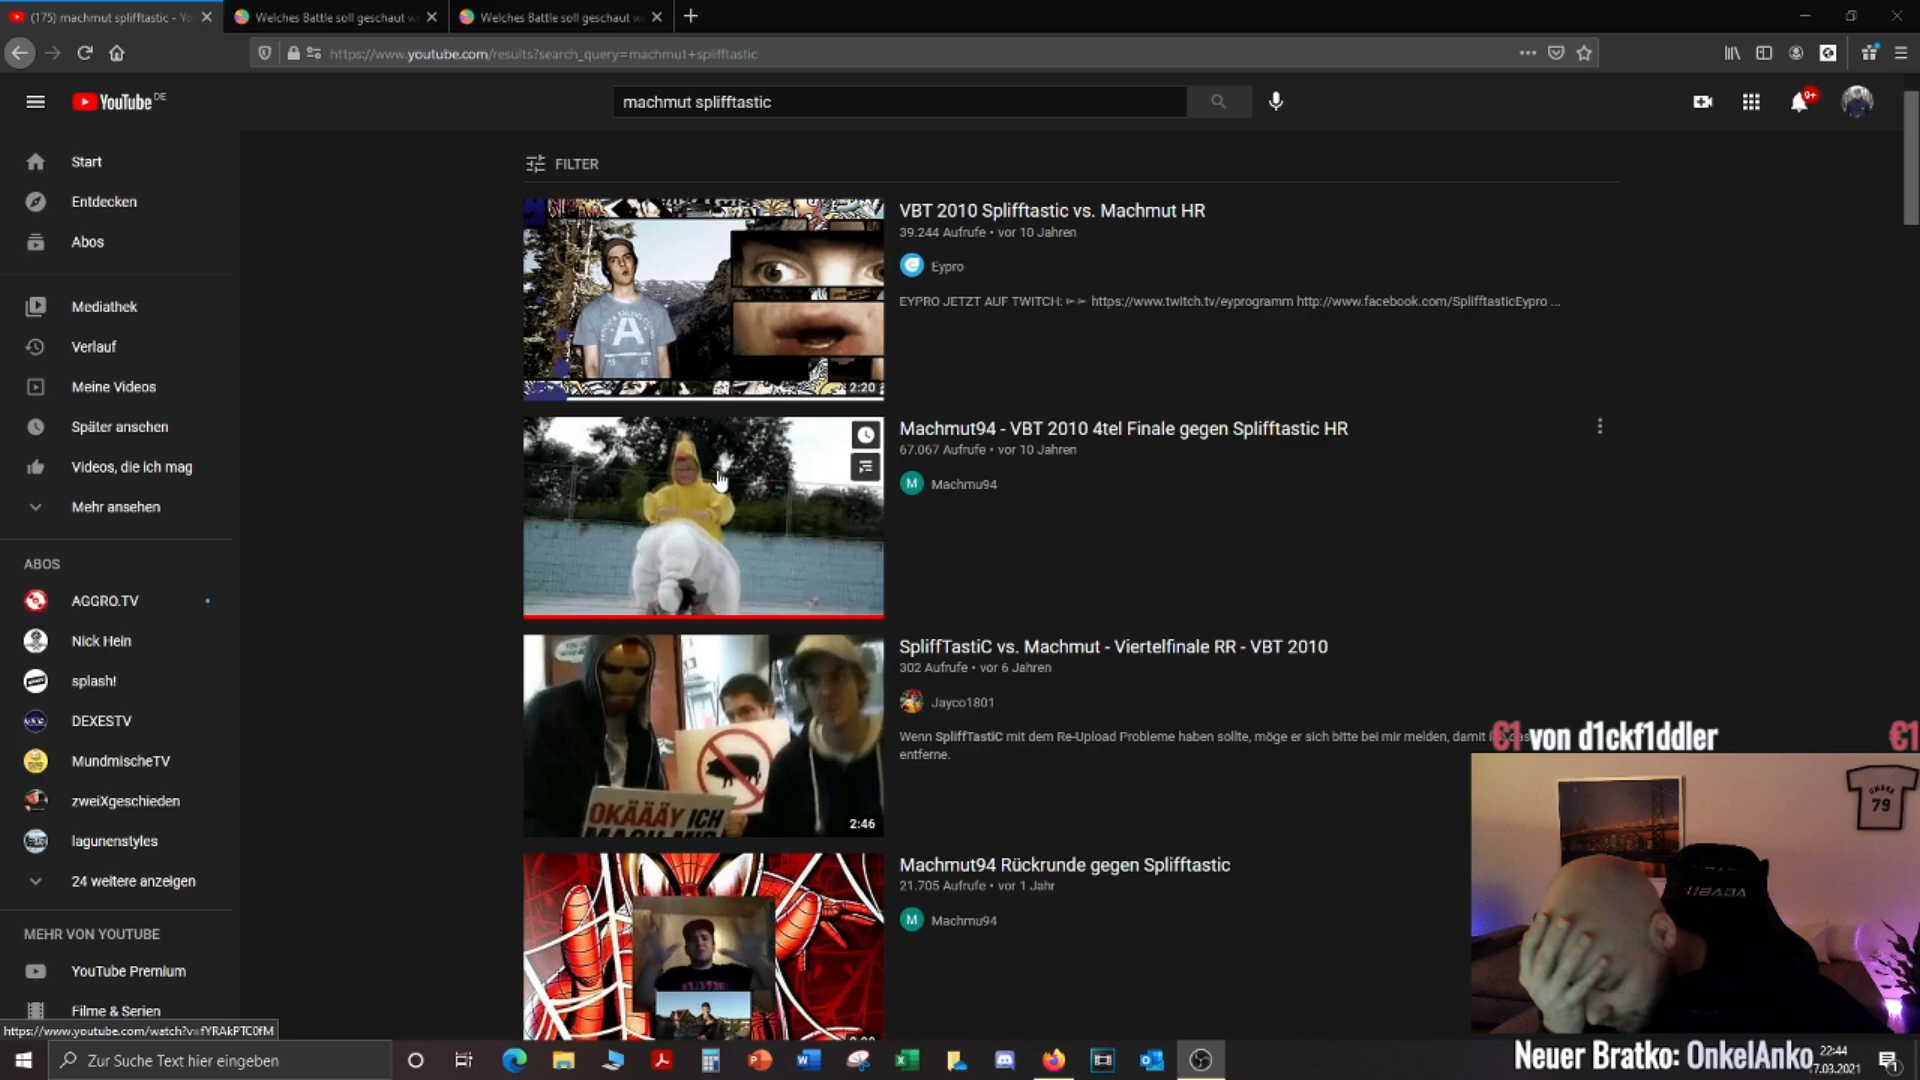 (175) machmut splifftastic - Yo
Welches Battle soll geschaut w
Welches Battle soll geschaut w
https://www.youtube.com/results?search_query=machmut+splifftastic
YouTube DE
machmut splifftastic
9+
Start
Entdecken
Abos
Mediathek
Verlauf
Meine Videos
Später ansehen
Videos, die ich mag
Mehr ansehen
ABOS
AGGRO.TV
Nick Hein
splash!
DEXESTV
MundmischeTV
zweiXgeschieden
lagunenstyles
24 weitere anzeigen
MEHR VON YOUTUBE
YouTube Premium
Filme & Serien
https://www.youtube.com/watch?v=fYRAkPTC0fM
FILTER
VBT 2010 Splifftastic vs. Machmut HR
39.244 Aufrufe • vor 10 Jahren
Eypro
EYPRO JETZT AUF TWITCH: ►► https://www.twitch.tv/eyprogramm http://www.facebook.com/SplifftasticEypro ...
A
2:20
Machmut94 - VBT 2010 4tel Finale gegen Splifftastic HR
67.067 Aufrufe • vor 10 Jahren
M
Machmu94
SpliffTastiC vs. Machmut - Viertelfinale RR - VBT 2010
302 Aufrufe • vor 6 Jahren
Jayco1801
Wenn SpliffTastiC mit dem Re-Upload Probleme haben sollte, möge er sich bitte bei mir melden, damit
entferne.
OKÄÄÄY ICH
MACH MIR
2:46
Machmut94 Rückrunde gegen Splifftastic
21.705 Aufrufe • vor 1 Jahr
M
Machmu94
€1 von d1ckf1ddler
€1
79
Neuer Bratko: OnkelAnko
Zur Suche Text hier eingeben
22:44
17.03.2021
1